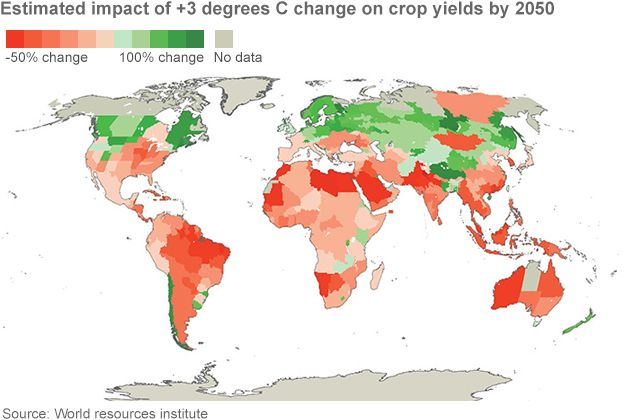 Estimated impact of +3 degrees C change on crop yields by 2050
-50% change 100% change No data
Source: World resources institute